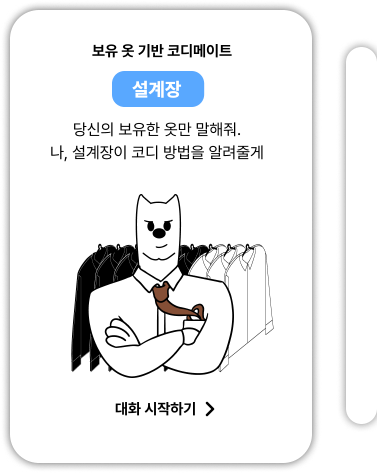 보유 옷 기반 코디메이트
설계장
당신의 보유한 옷만 말해줘.
나, 설계장이 코디 방법을 알려줄게
대화 시작하기